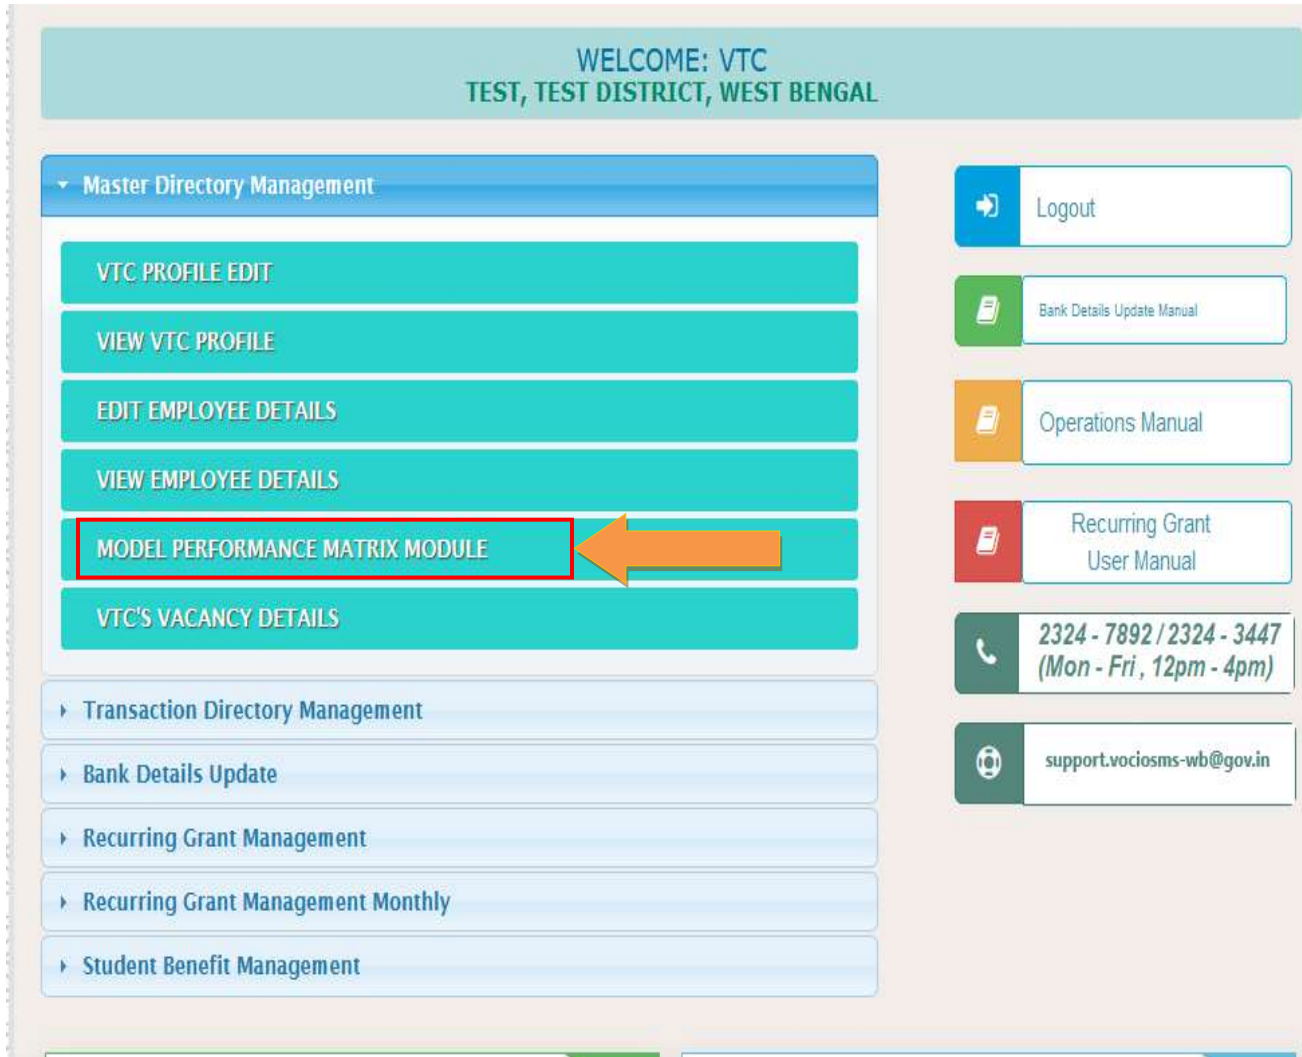 WELCOME: VTC
TEST, TEST DISTRICT, WEST BENGAL
Master Directory Management
VTC PROFILE EDIT
VIEW VTC PROFILE
EDIT EMPLOYEE DETAILS
VIEW EMPLOYEE DETAILS
MODEL PERFORMANCE MATRIX MODULE
VTC'S VACANCY DETAILS
Transaction Directory Management
Bank Details Update
Recurring Grant Management
Recurring Grant Management Monthly
Student Benefit Management
Logout
Bank Details Update Manual
Operations Manual
Recurring Grant
User Manual
2324 - 7892 / 2324 - 3447
(Mon - Fri , 12pm - 4pm)
support.vociosms-wb@gov.in